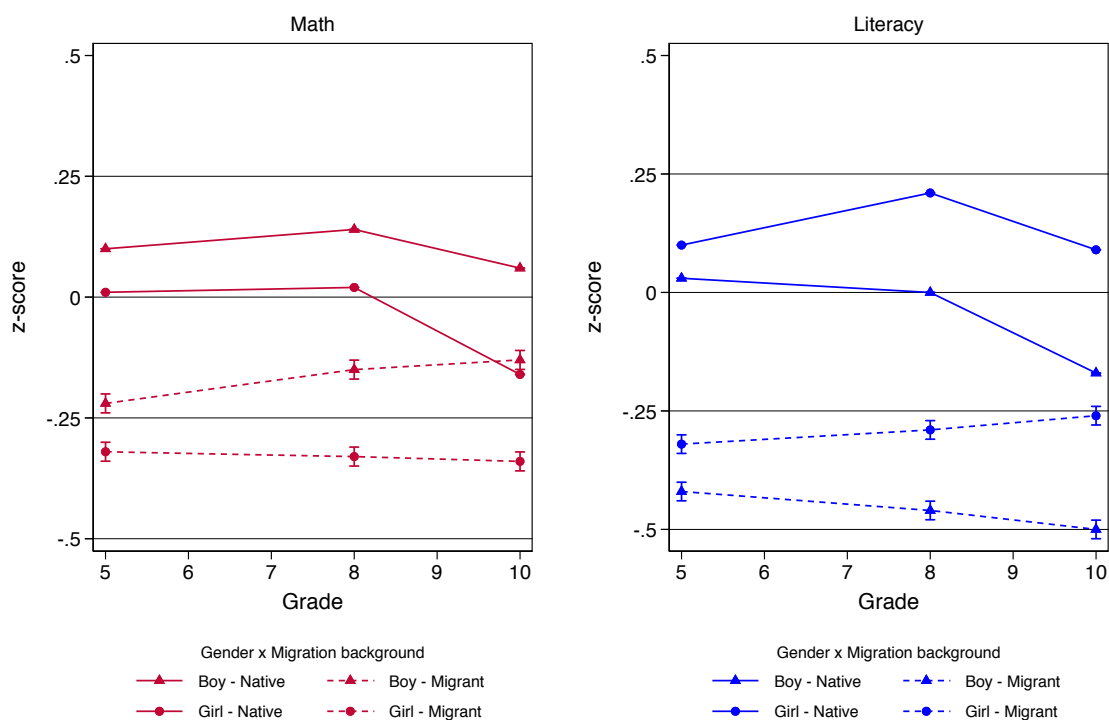 Math
.5
.25
0
-.25
-.5
z-score
5 6 7 8 9 10
Grade
Gender x Migration background
Boy - Native Boy - Migrant
Girl - Native Girl - Migrant
Literacy
.5
.25
0
-.25
-.5
z-score
5 6 7 8 9 10
Grade
Gender x Migration background
Boy - Native Boy - Migrant
Girl - Native Girl - Migrant